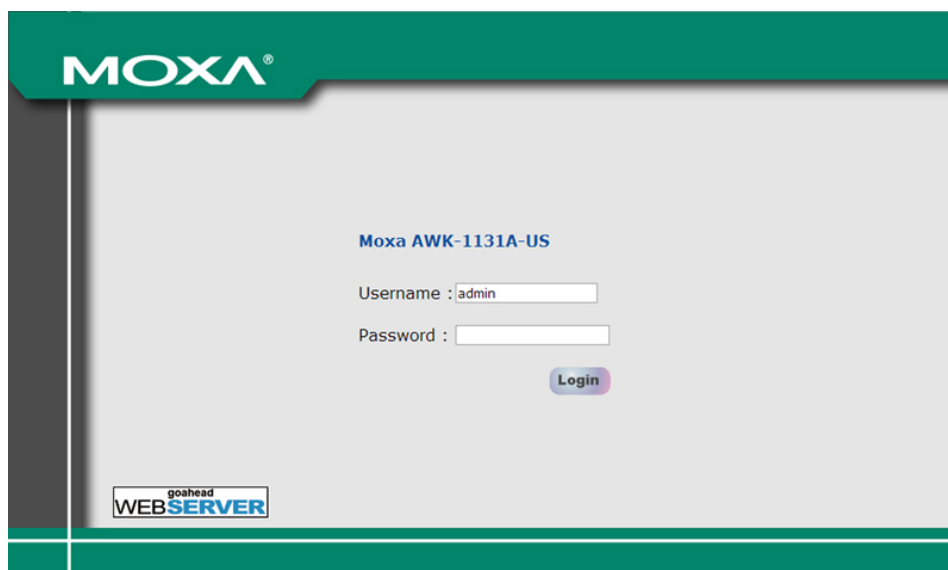 MOXA®
Moxa AWK-1131A-US
Username : admin
Password :
Login
goahead
WEBSERVER